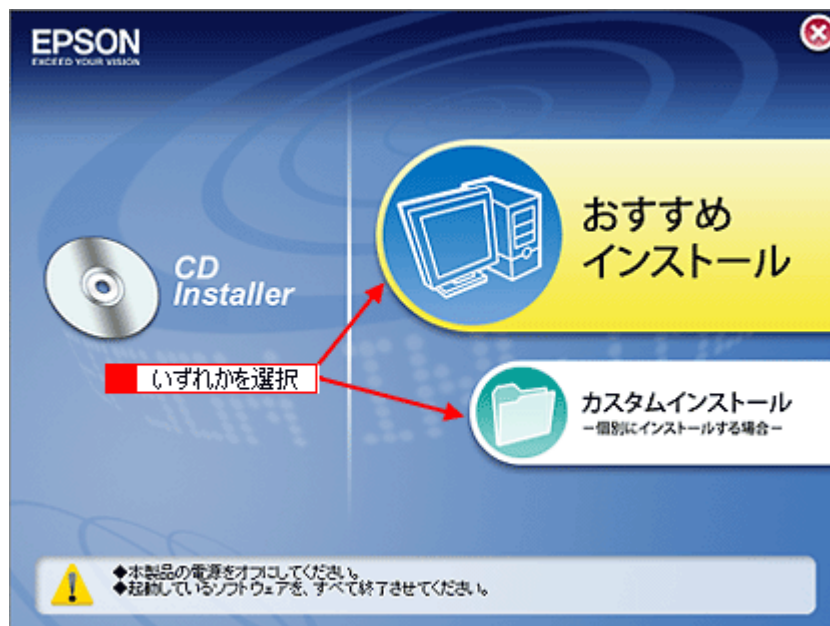 EPSON
EXCEED YOUR VISION
おすすめ
インストール
CD
Installer
いずれかを選択
カスタムインストール
－個別にインストールする場合－
◆本製品の電源をオフにしてください。
◆起動しているソフトウェアを、すべて終了させてください。